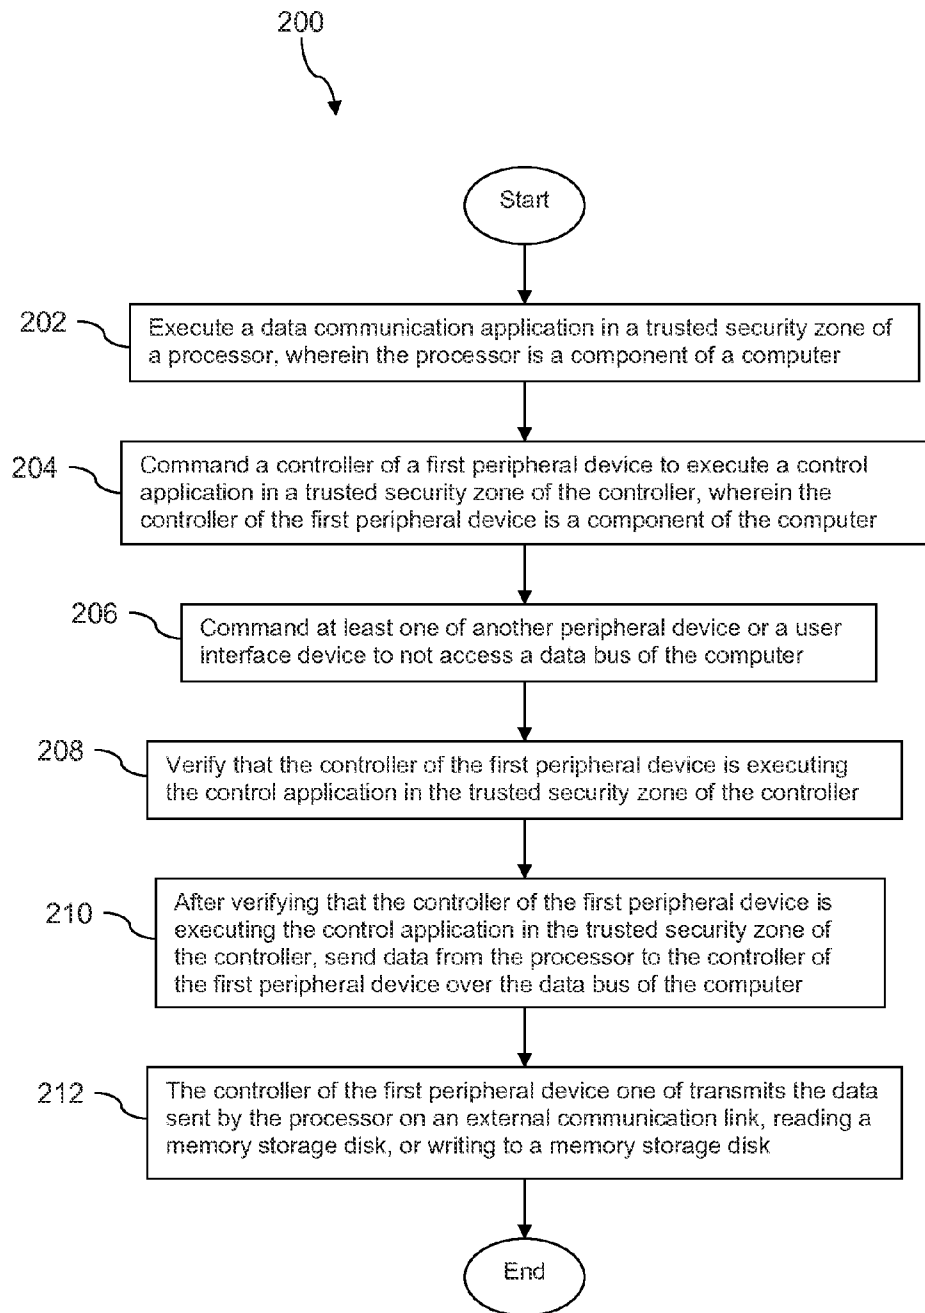 200
Start
202
Execute a data communication application in a trusted security zone of
a processor, wherein the processor is a component of a computer
204
Command a controller of a first peripheral device to execute a control
application in a trusted security zone of the controller, wherein the
controller of the first peripheral device is a component of the computer
206
Command at least one of another peripheral device or a user
interface device to not access a data bus of the computer
208
Verify that the controller of the first peripheral device is executing
the control application in the trusted security zone of the controller
210
After verifying that the controller of the first peripheral device is
executing the control application in the trusted security zone of
the controller, send data from the processor to the controller of
the first peripheral device over the data bus of the computer
212
The controller of the first peripheral device one of transmits the data
sent by the processor on an external communication link, reading a
memory storage disk, or writing to a memory storage disk
End